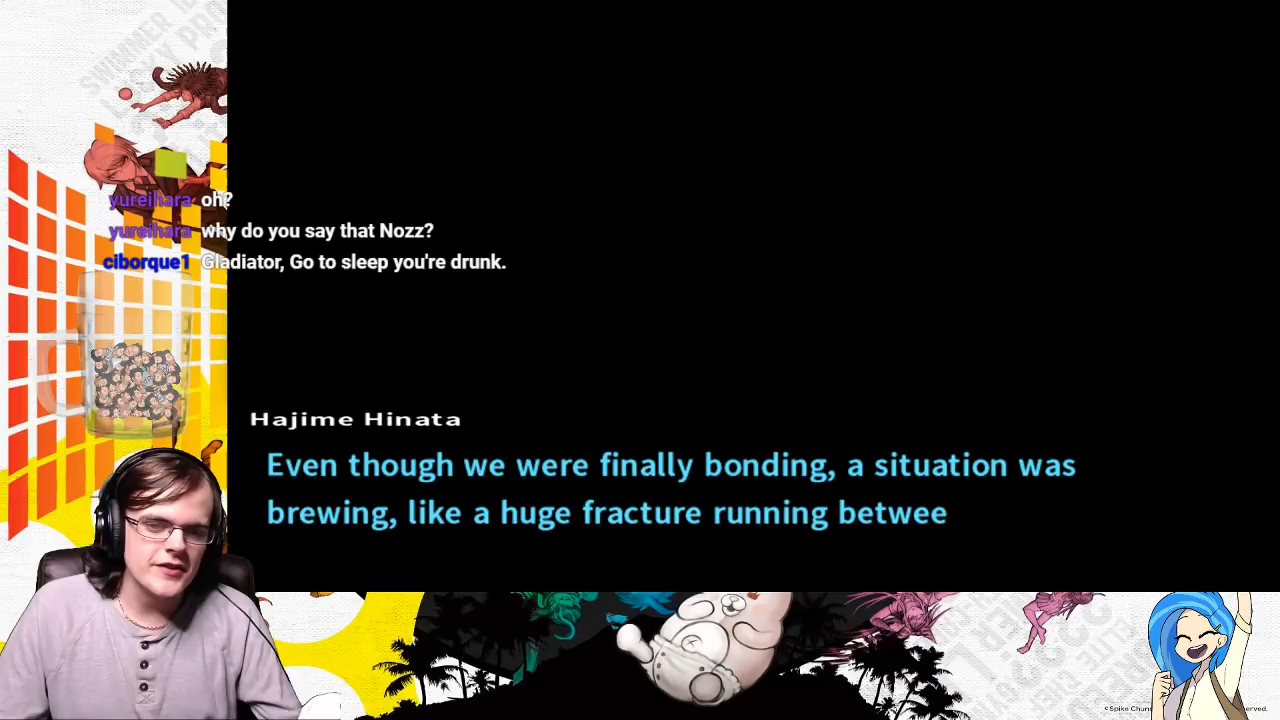 yureihara oh?
yureihara why do you say that Nozz?
ciborque1 Gladiator, Go to sleep you're drunk.
Hajime Hinata
Even though we were finally bonding, a situation was
brewing, like a huge fracture running betwee